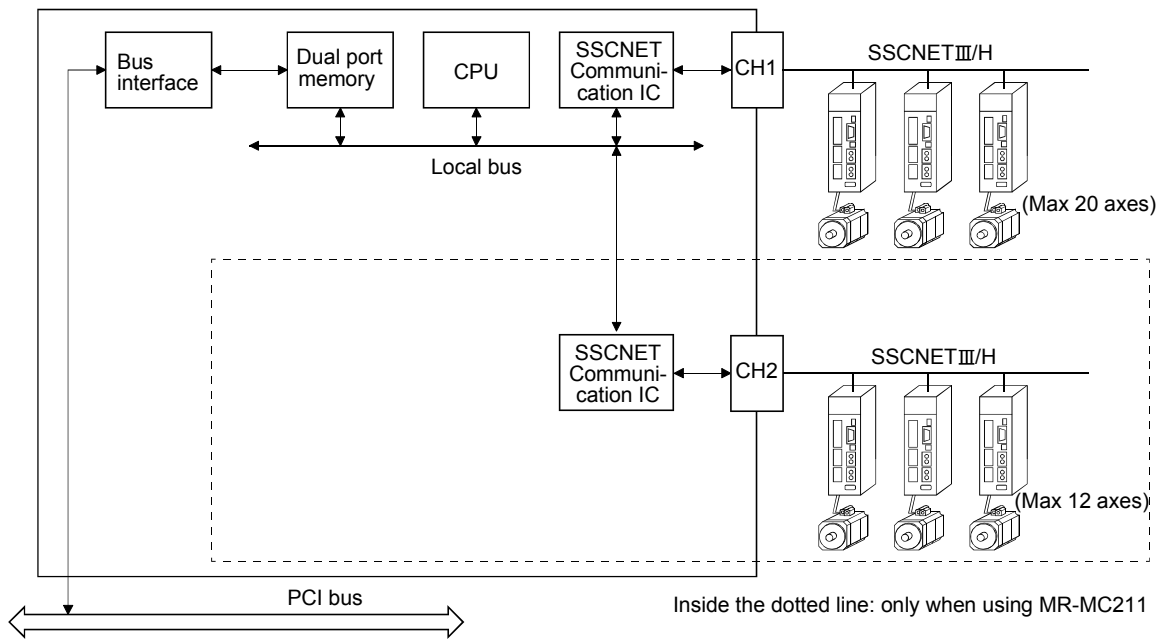 Bus
interface
Dual port
memory
CPU
SSCNET
Communi-
cation IC
CH1
SSCNETⅢ/H
Local bus
(Max 20 axes)
SSCNET
Communi-
cation IC
CH2
SSCNETⅢ/H
(Max 12 axes)
PCI bus
Inside the dotted line: only when using MR-MC211